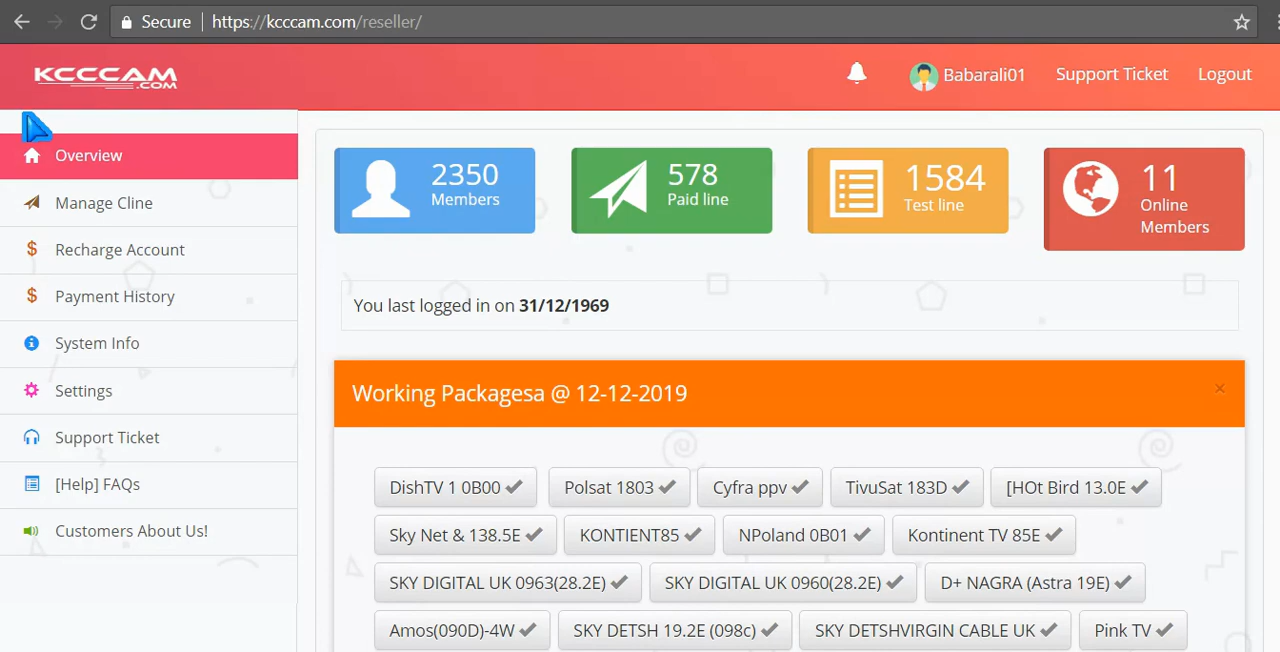 Secure | https://kcccam.com/reseller/
KCCCAM
.COM
Babarali01 Support Ticket Logout
Overview
Manage Cline
Recharge Account
Payment History
System Info
Settings
Support Ticket
[Help] FAQs
Customers About Us!
2350
Members
578
Paid line
1584
Test line
11
Online
Members
You last logged in on 31/12/1969
Working Packagesa @ 12-12-2019 ×
DishTV 1 0B00 ✔ Polsat 1803 ✔ Cyfra ppv ✔ TivuSat 183D ✔ [HOt Bird 13.0E ✔
Sky Net & 138.5E ✔ KONTIENT85 ✔ NPoland 0B01 ✔ Kontinent TV 85E ✔
SKY DIGITAL UK 0963(28.2E) ✔ SKY DIGITAL UK 0960(28.2E) ✔ D+ NAGRA (Astra 19E) ✔
Amos(090D)-4W ✔ SKY DETSH 19.2E (098c) ✔ SKY DETSHVIRGIN CABLE UK ✔ Pink TV ✔